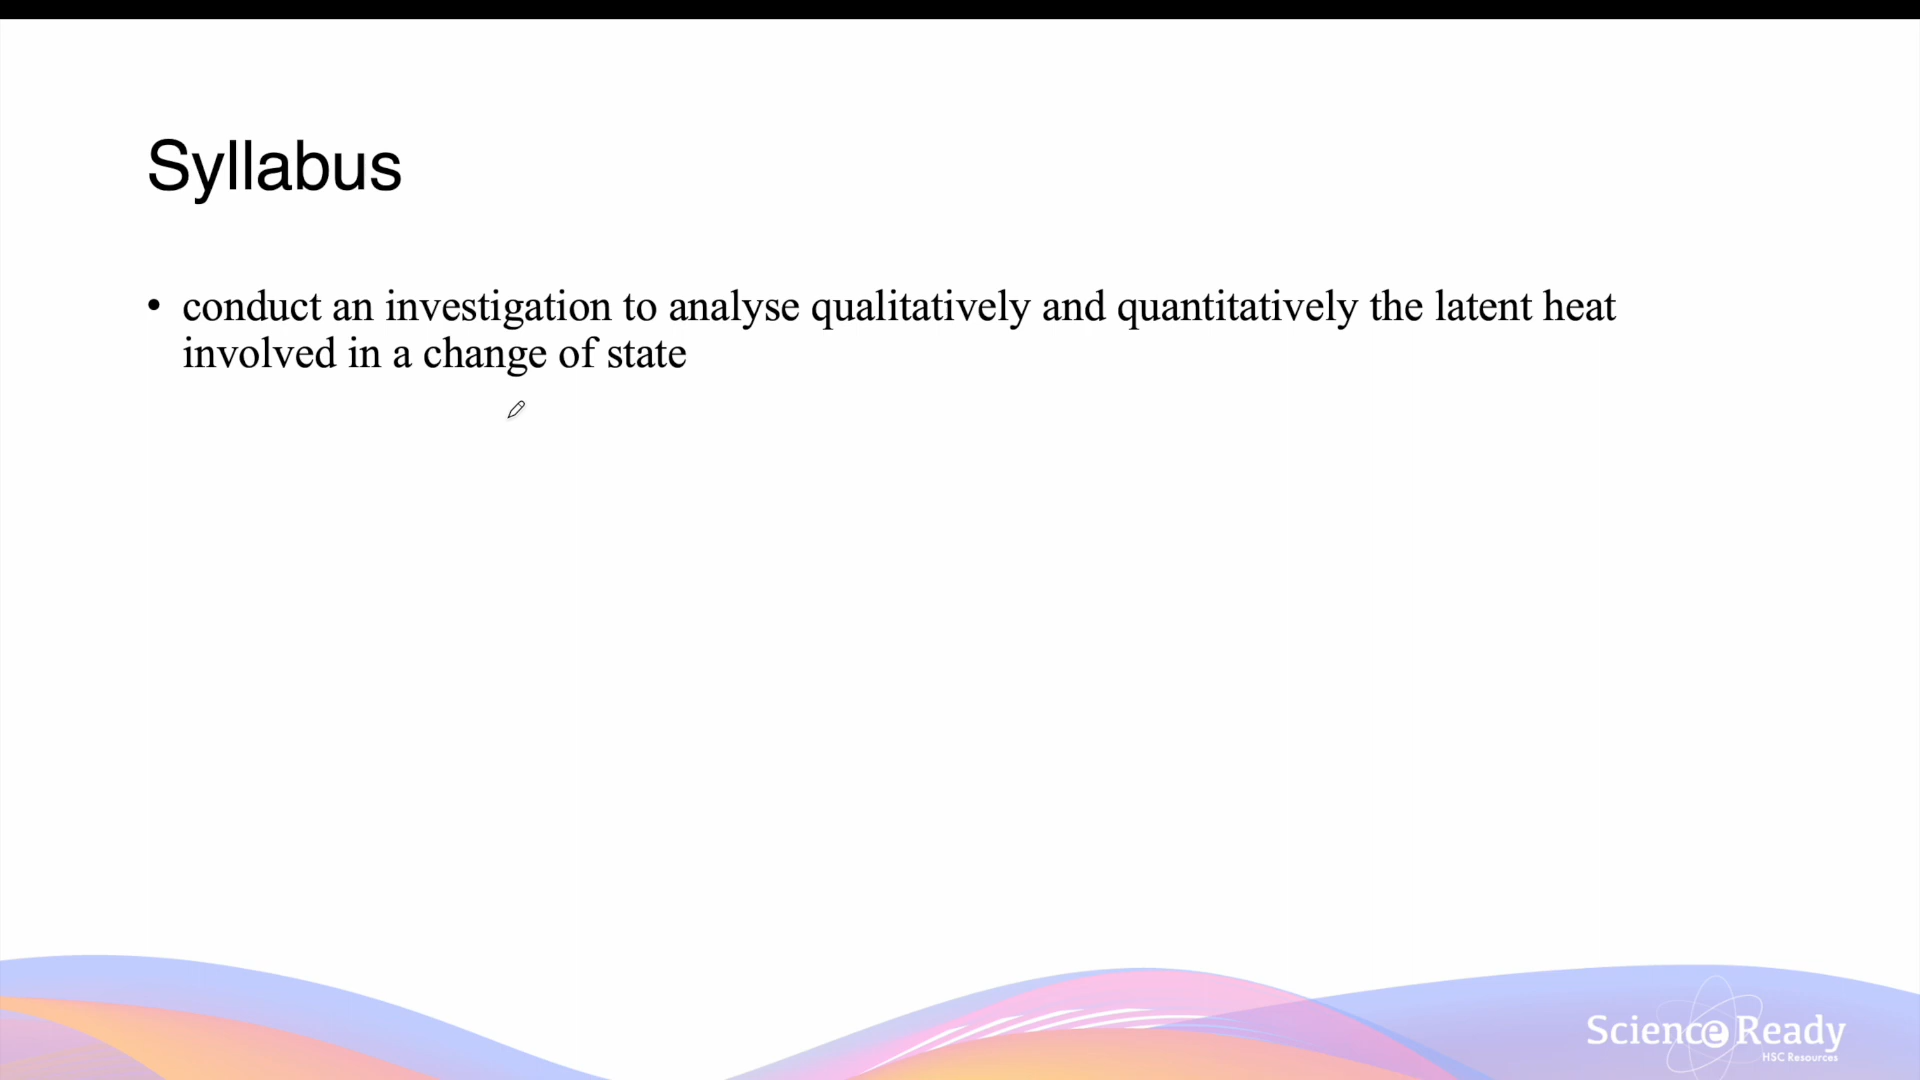 Syllabus
• conduct an investigation to analyse qualitatively and quantitatively the latent heat
involved in a change of state
Science Ready
HSC Resources